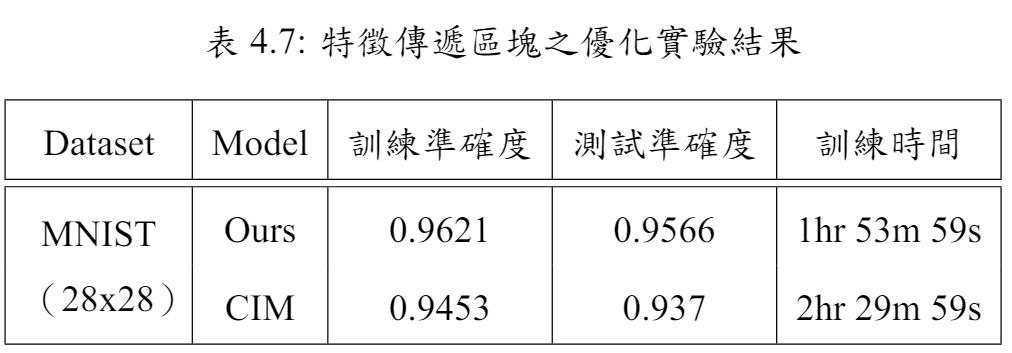 表 4.7: 特徵傳遞區塊之優化實驗結果
Dataset Model 訓練準確度 測試準確度 訓練時間
MNIST Ours 0.9621 0.9566 1hr 53m 59s
（28x28） CIM 0.9453 0.937 2hr 29m 59s